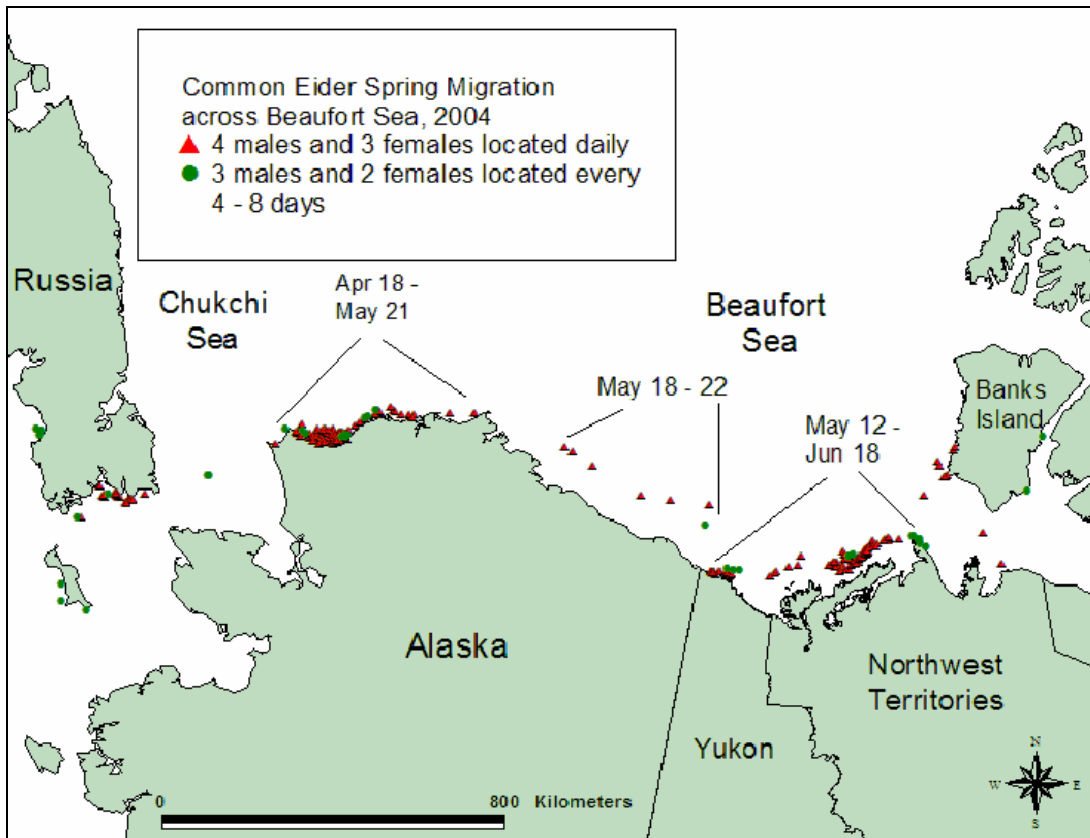 Common Eider Spring Migration
across Beaufort Sea, 2004
4 males and 3 females located daily
3 males and 2 females located every
4 - 8 days
Russia
Chukchi
Sea
Apr 18 -
May 21
Beaufort
Sea
May 18 - 22
May 12 -
Jun 18
Banks
Island
Alaska
Northwest
Territories
Yukon
N
W E
S
0 800 Kilometers